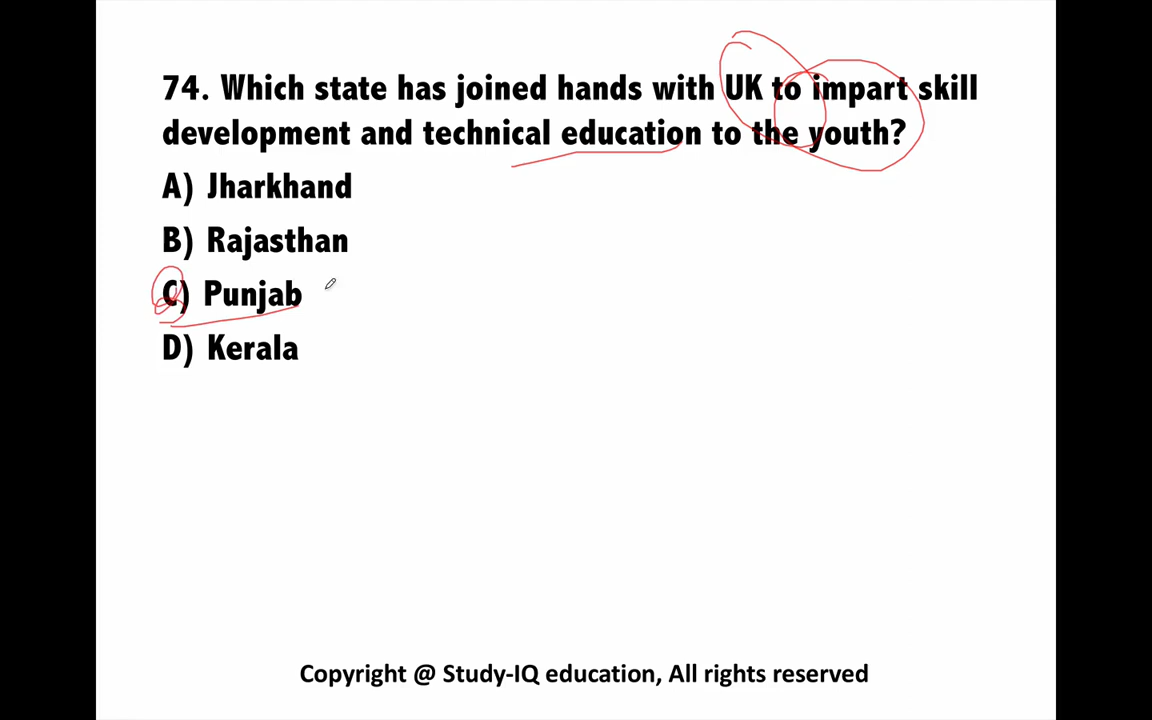 74. Which state has joined hands with UK to impart skill
development and technical education to the youth?
A) Jharkhand
B) Rajasthan
C) Punjab
D) Kerala
Copyright @ Study-IQ education, All rights reserved